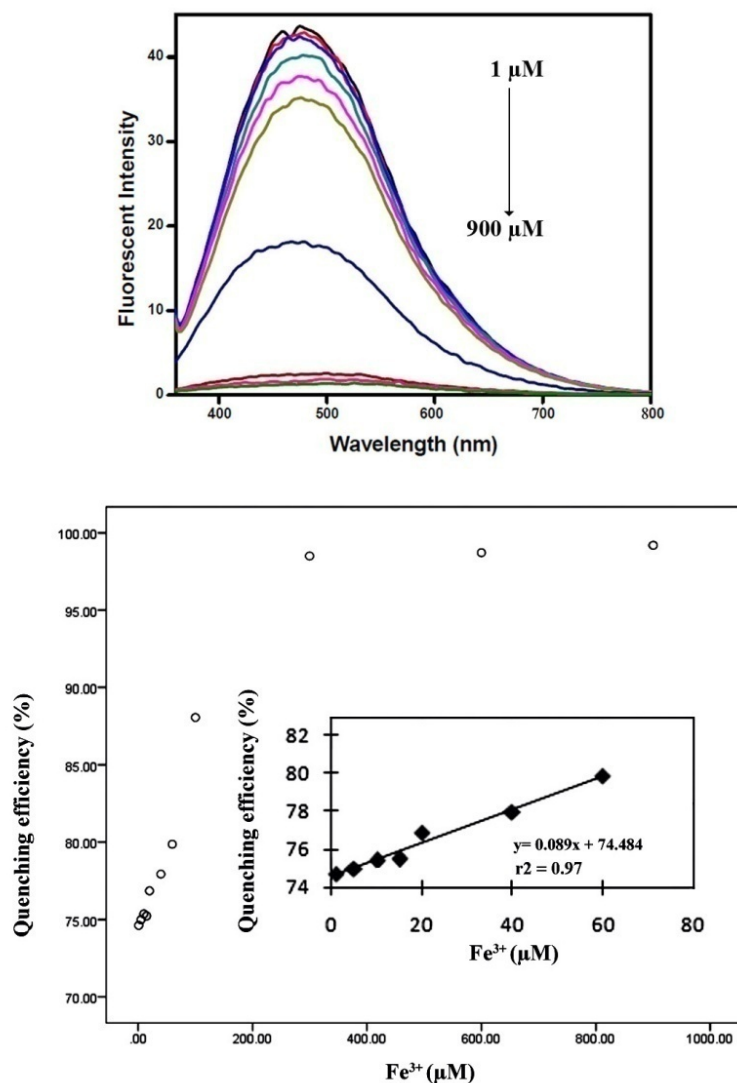 40
30
20
10
0
Fluorescent Intensity
1 µM
900 µM
400 500 600 700 800
Wavelength (nm)
100.00
95.00
90.00
85.00
80.00
75.00
70.00
Quenching efficiency (%)
82
80
78
76
74
Quenching efficiency (%)
y= 0.089x + 74.484
r2 = 0.97
0 20 40 60 80
Fe³⁺ (µM)
.00 200.00 400.00 600.00 800.00 1000.00
Fe³⁺ (µM)